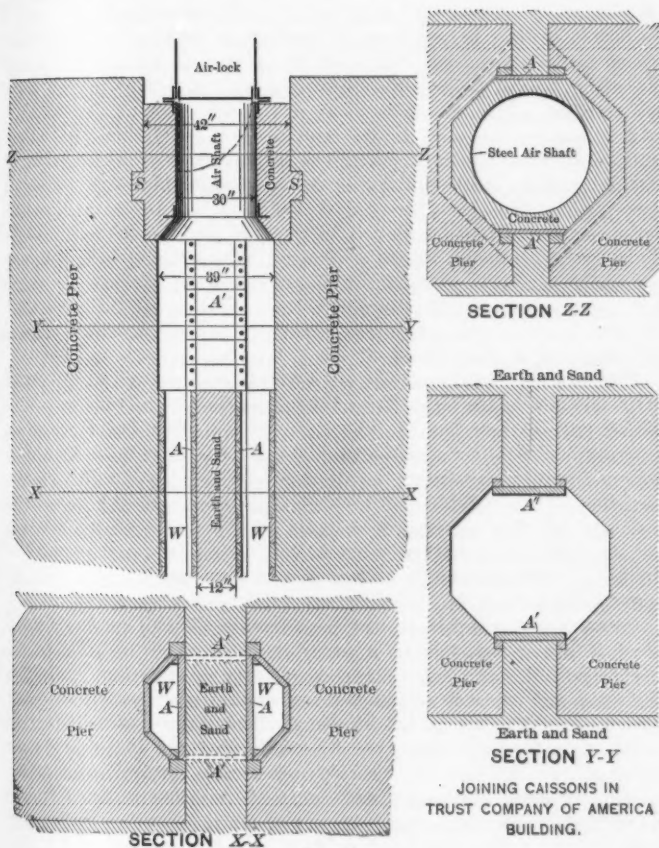 Air-lock
42"
Z
Z
Air Shaft
Concrete
S
S
30"
39"
A'
Y
Y
Concrete Pier
Concrete Pier
A
A
Earth and Sand
X
X
W
W
12"
A'
Concrete
Pier
W
A
Earth
and
Sand
W
A
Concrete
Pier
A'
SECTION X-X
A
Steel Air Shaft
Concrete
A'
Concrete
Pier
Concrete
Pier
SECTION Z-Z
Earth and Sand
A'
A'
Concrete
Pier
Concrete
Pier
Earth and Sand
SECTION Y-Y
JOINING CAISSONS IN
TRUST COMPANY OF AMERICA
BUILDING.